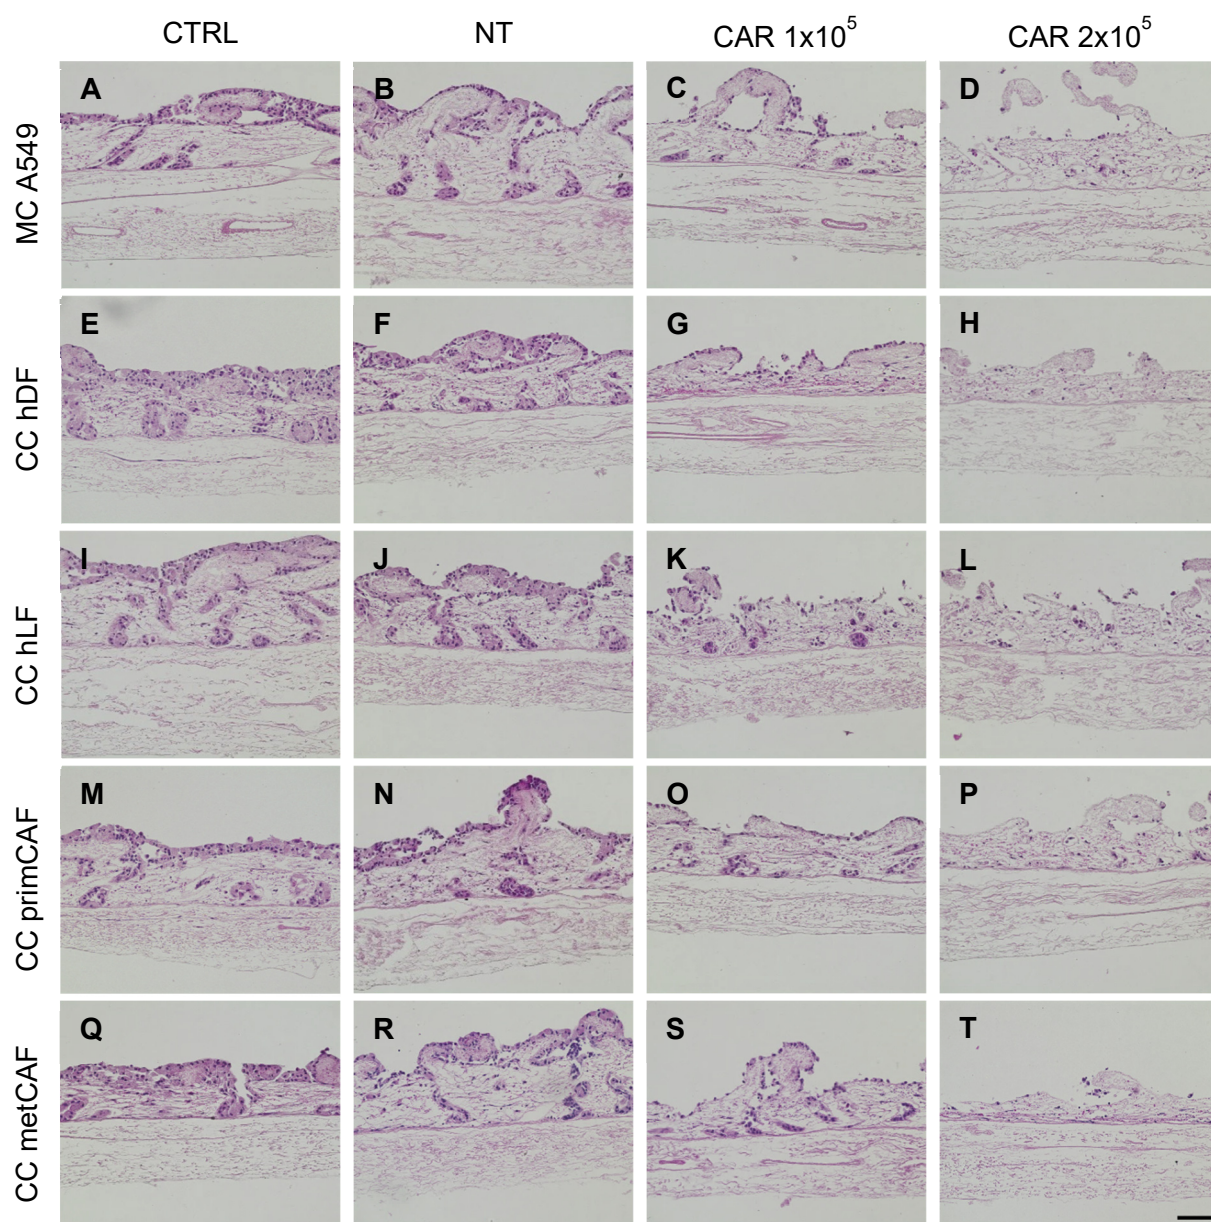 CTRL NT CAR 1x10⁵ CAR 2x10⁵
MC A549
A B C D
CC hDF
E F G H
CC hLF
I J K L
CC primCAF
M N O P
CC metCAF
Q R S T